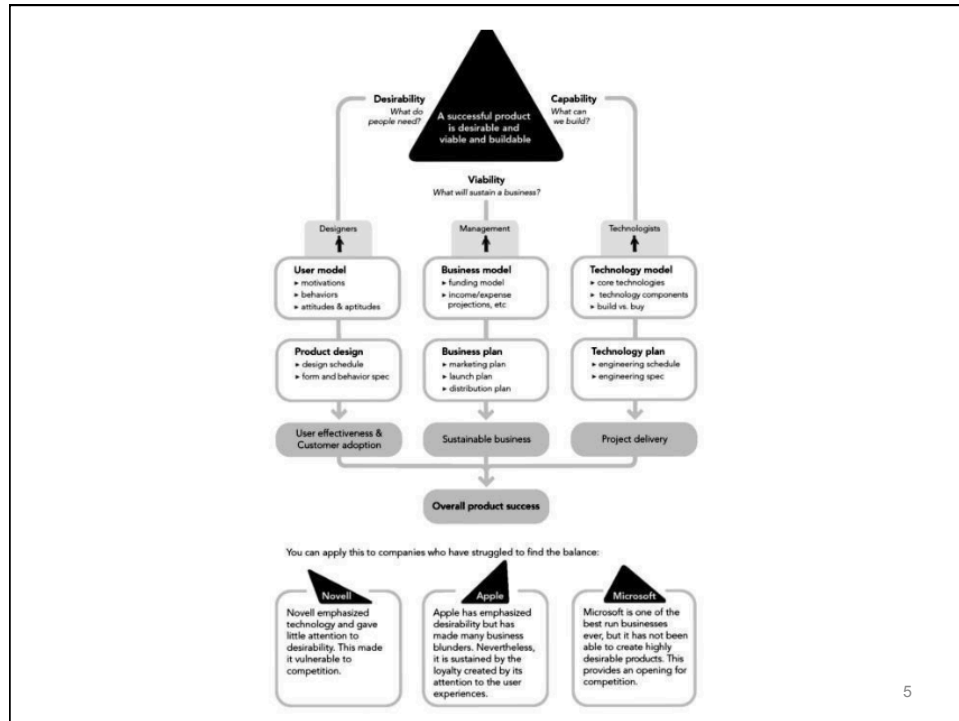 Desirability
What do
people need?
A successful product
is desirable and
viable and buildable
Capability
What can
we build?
Viability
What will sustain a business?
Designers
User model
▸ motivations
▸ behaviors
▸ attitudes & aptitudes
Product design
▸ design schedule
▸ form and behavior spec
User effectiveness &
Customer adoption
Management
Business model
▸ funding model
▸ income/expense
projections, etc
Business plan
▸ marketing plan
▸ launch plan
▸ distribution plan
Sustainable business
Technologists
Technology model
▸ core technologies
▸ technology components
▸ build vs. buy
Technology plan
▸ engineering schedule
▸ engineering spec
Project delivery
Overall product success
You can apply this to companies who have struggled to find the balance:
Novell
Novell emphasized
technology and gave
little attention to
desirability. This made
it vulnerable to
competition.
Apple
Apple has emphasized
desirability but has
made many business
blunders. Nevertheless,
it is sustained by the
loyalty created by its
attention to the user
experiences.
Microsoft
Microsoft is one of the
best run businesses
ever, but it has not been
able to create highly
desirable products. This
provides an opening for
competition.
5